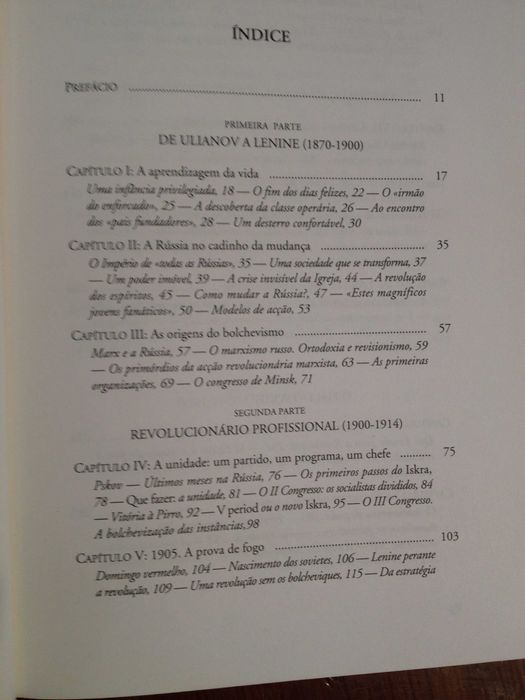 ÍNDICE
PREFÁCIO ........................................................................ 11
PRIMEIRA PARTE
DE ULIANOV A LENINE (1870-1900)
CAPÍTULO I: A aprendizagem da vida ........................................ 17
Uma infância privilegiada, 18 — O fim dos dias felizes, 22 — O «irmão
do enforcado», 25 — A descoberta da classe operária, 26 — Ao encontro
dos «pais fundadores», 28 — Um desterro confortável, 30
CAPÍTULO II: A Rússia no cadinho da mudança ........................... 35
O Império de «todas as Rússias», 35 — Uma sociedade que se transforma, 37
— Um poder imóvel, 39 — A crise invisível da Igreja, 44 — A revolução
dos espíritos, 45 — Como mudar a Rússia?, 47 — «Estes magníficos
jovens fanáticos», 50 — Modelos de acção, 53
CAPÍTULO III: As origens do bolchevismo .................................. 57
Marx e a Rússia, 57 — O marxismo russo. Ortodoxia e revisionismo, 59
— Os primórdios da acção revolucionária marxista, 63 — As primeiras
organizações, 69 — O congresso de Minsk, 71
SEGUNDA PARTE
REVOLUCIONÁRIO PROFISSIONAL (1900-1914)
CAPÍTULO IV: A unidade: um partido, um programa, um chefe .......... 75
Pskov — Últimos meses na Rússia, 76 — Os primeiros passos do Iskra,
78 — Que fazer: a unidade, 81 — O II Congresso: os socialistas divididos, 84
— Vitória à Pirro, 92 — V period ou o novo Iskra, 95 — O III Congresso.
A bolchevização das instâncias,98
CAPÍTULO V: 1905. A prova de fogo ........................................ 103
Domingo vermelho, 104 — Nascimento dos sovietes, 106 — Lenine perante
a revolução, 109 — Uma revolução sem os bolcheviques, 115 — Da estratégia